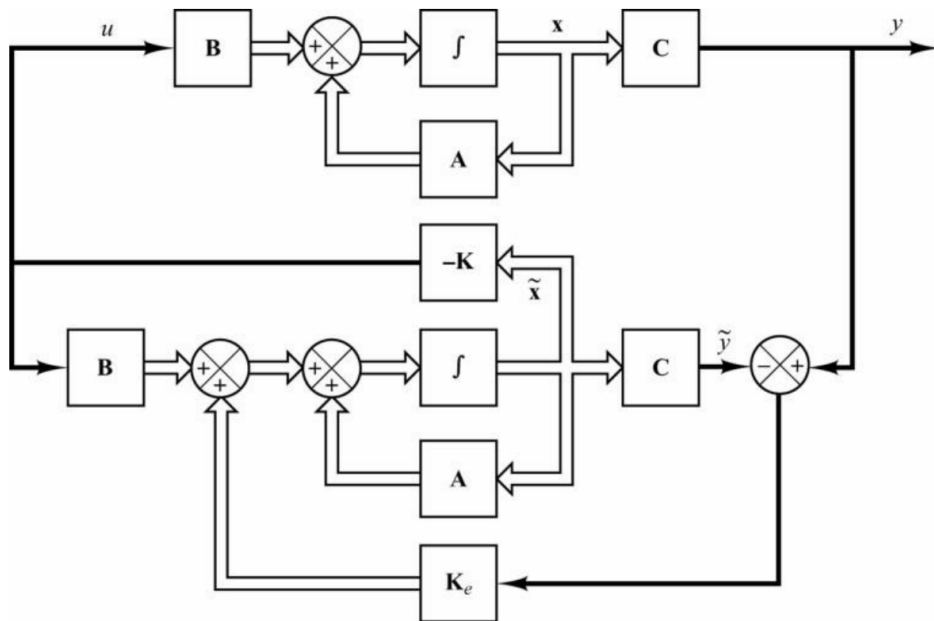 u B + + ∫ x C y
A
–K
x̃
B + + + + ∫ C ỹ – +
A
Kₑ